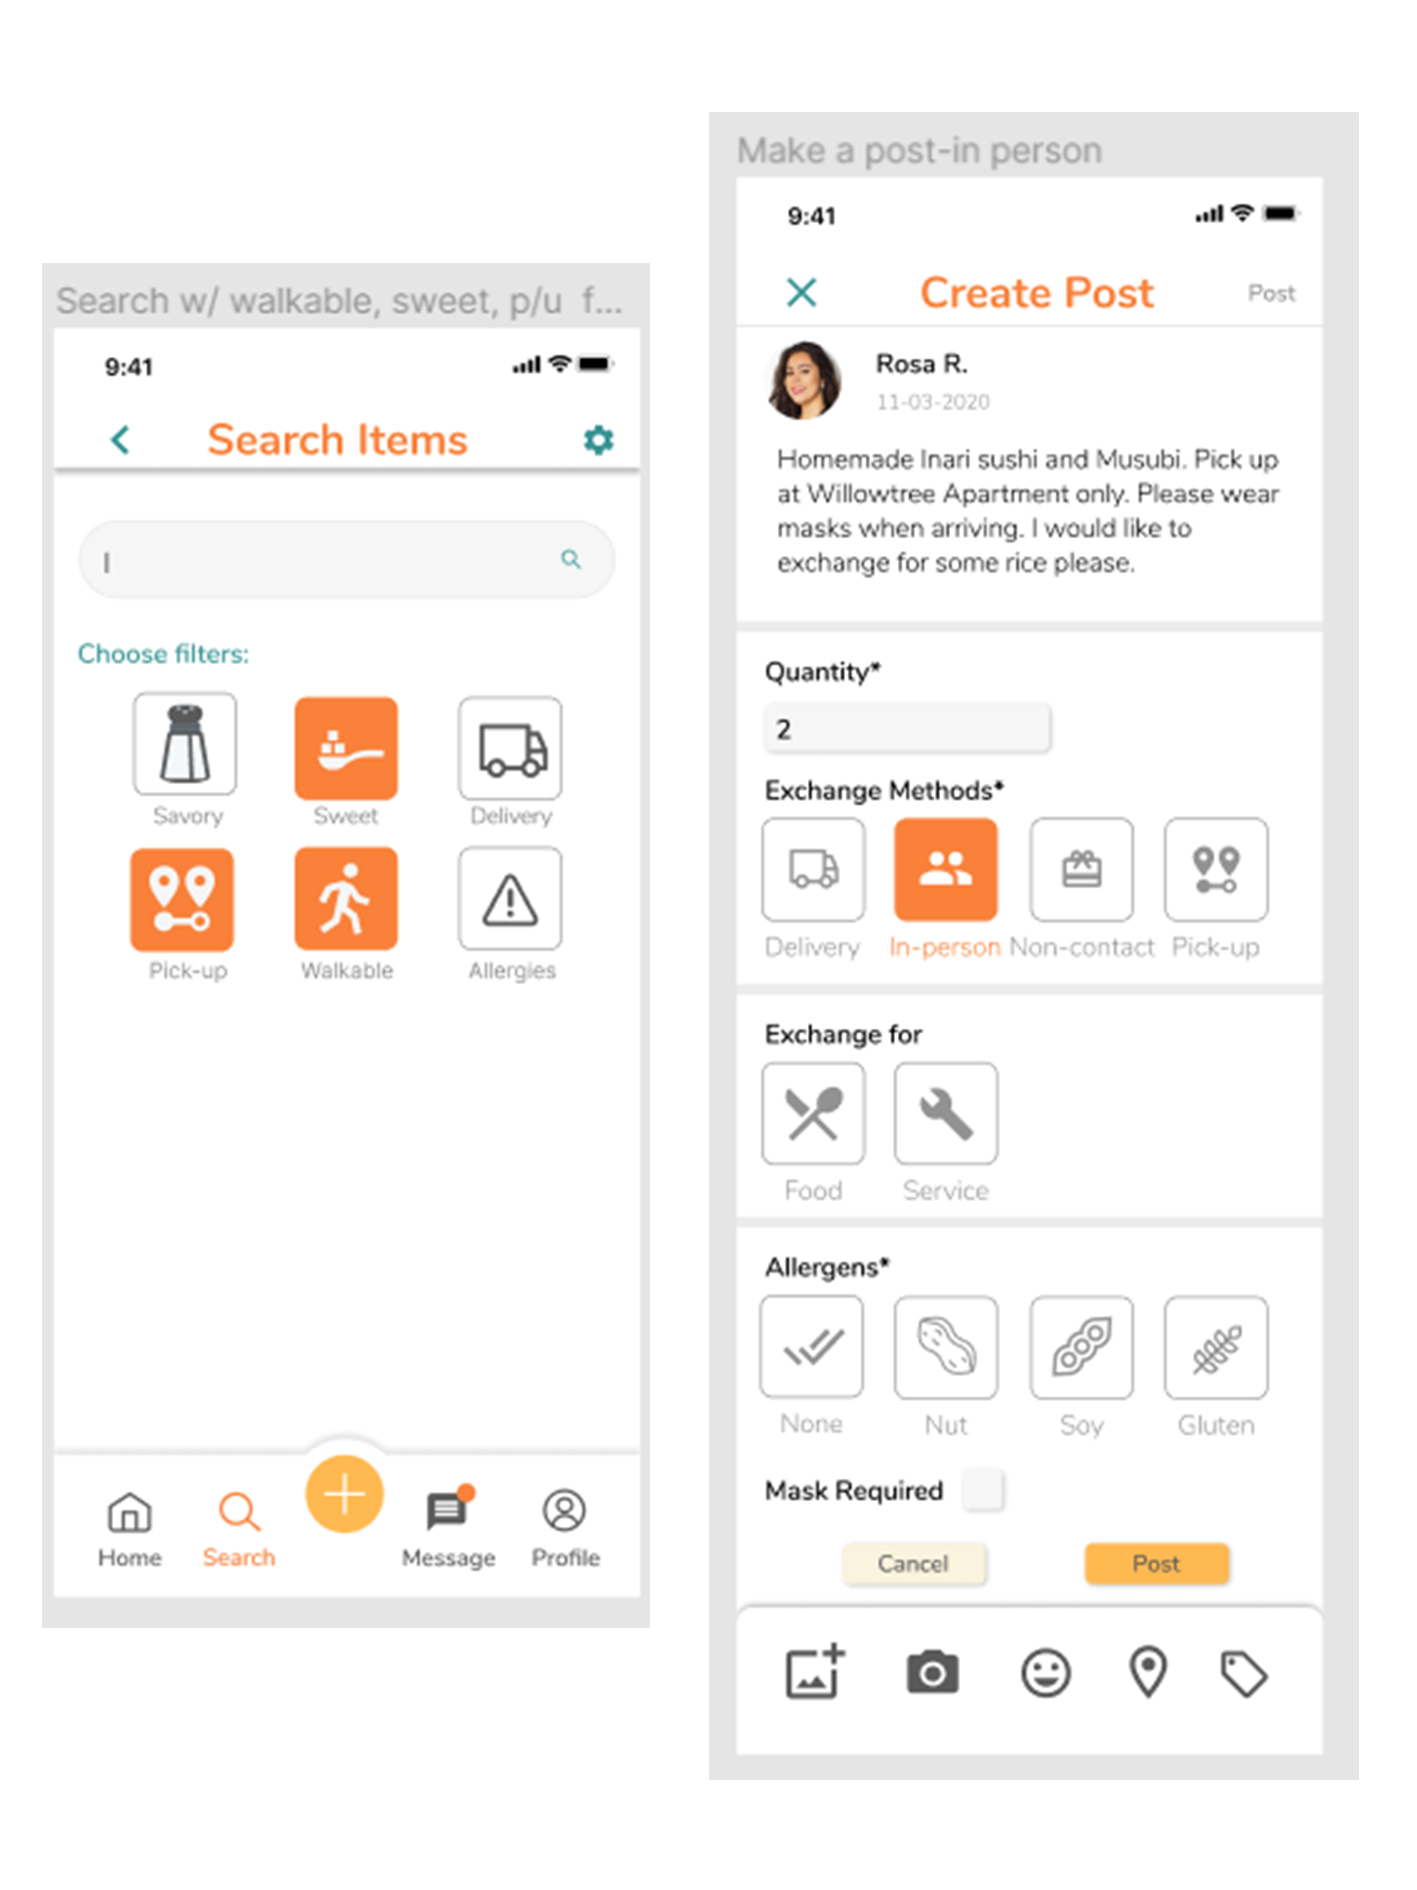 Search w/ walkable, sweet, p/u f...
9:41
Search Items
Choose filters:
Savory Sweet Delivery
Pick-up Walkable Allergies
Home Search Message Profile
Make a post-in person
9:41
Create Post Post
Rosa R.
11-03-2020
Homemade Inari sushi and Musubi. Pick up
at Willowtree Apartment only. Please wear
masks when arriving. I would like to
exchange for some rice please.
Quantity*
2
Exchange Methods*
Delivery In-person Non-contact Pick-up
Exchange for
Food Service
Allergens*
None Nut Soy Gluten
Mask Required
Cancel Post